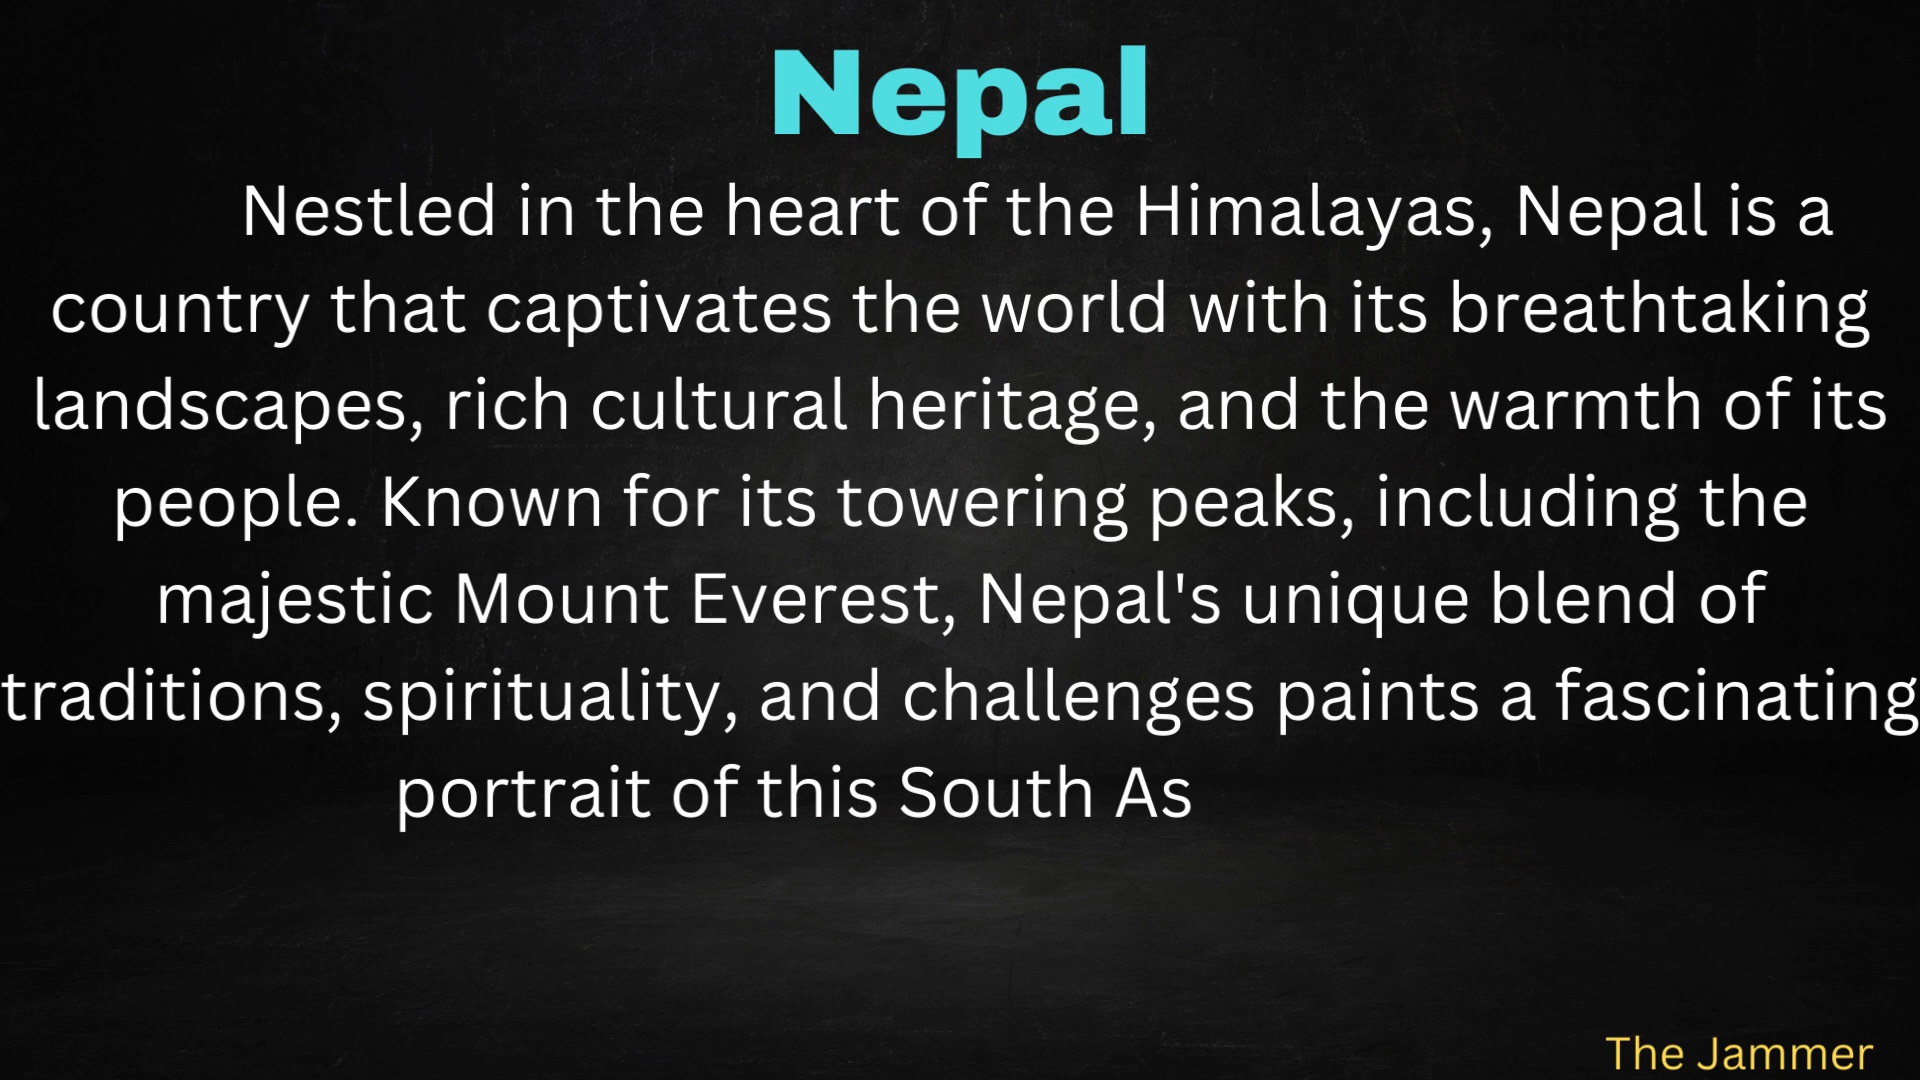 Nepal
Nestled in the heart of the Himalayas, Nepal is a
country that captivates the world with its breathtaking
landscapes, rich cultural heritage, and the warmth of its
people. Known for its towering peaks, including the
majestic Mount Everest, Nepal's unique blend of
traditions, spirituality, and challenges paints a fascinating
portrait of this South As
The Jammer